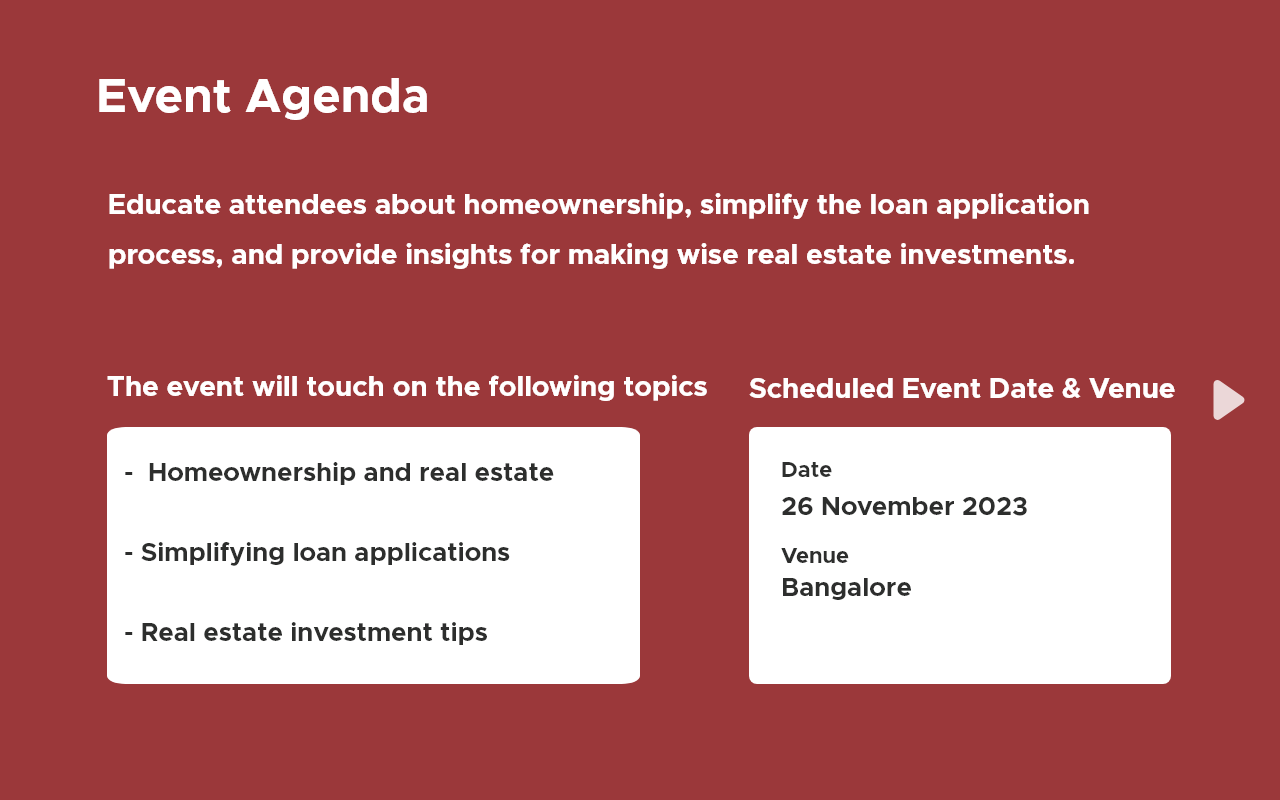 Event Agenda
Educate attendees about homeownership, simplify the loan application
process, and provide insights for making wise real estate investments.
The event will touch on the following topics
- Homeownership and real estate
- Simplifying loan applications
- Real estate investment tips
Scheduled Event Date & Venue
Date
26 November 2023
Venue
Bangalore